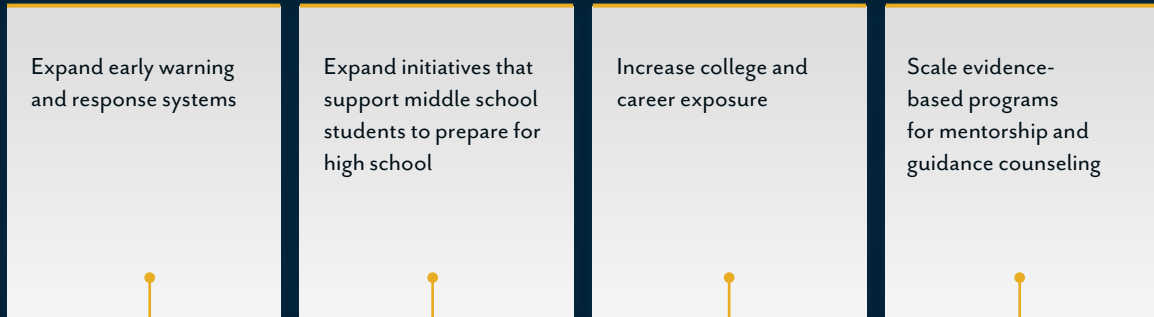 Expand early warning
and response systems
Expand initiatives that
support middle school
students to prepare for
high school
Increase college and
career exposure
Scale evidence-
based programs
for mentorship and
guidance counseling